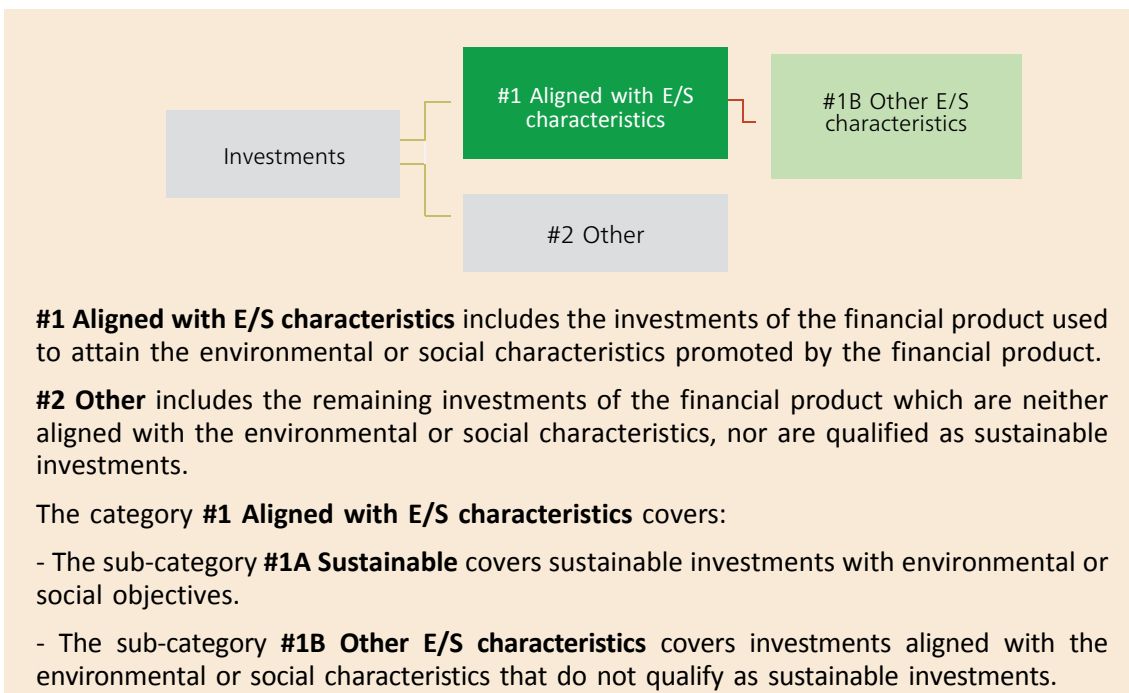 #1 Aligned with E/S
characteristics
#1B Other E/S
characteristics
Investments
#2 Other
#1 Aligned with E/S characteristics includes the investments of the financial product used
to attain the environmental or social characteristics promoted by the financial product.
#2 Other includes the remaining investments of the financial product which are neither
aligned with the environmental or social characteristics, nor are qualified as sustainable
investments.
The category #1 Aligned with E/S characteristics covers:
- The sub-category #1A Sustainable covers sustainable investments with environmental or
social objectives.
- The sub-category #1B Other E/S characteristics covers investments aligned with the
environmental or social characteristics that do not qualify as sustainable investments.